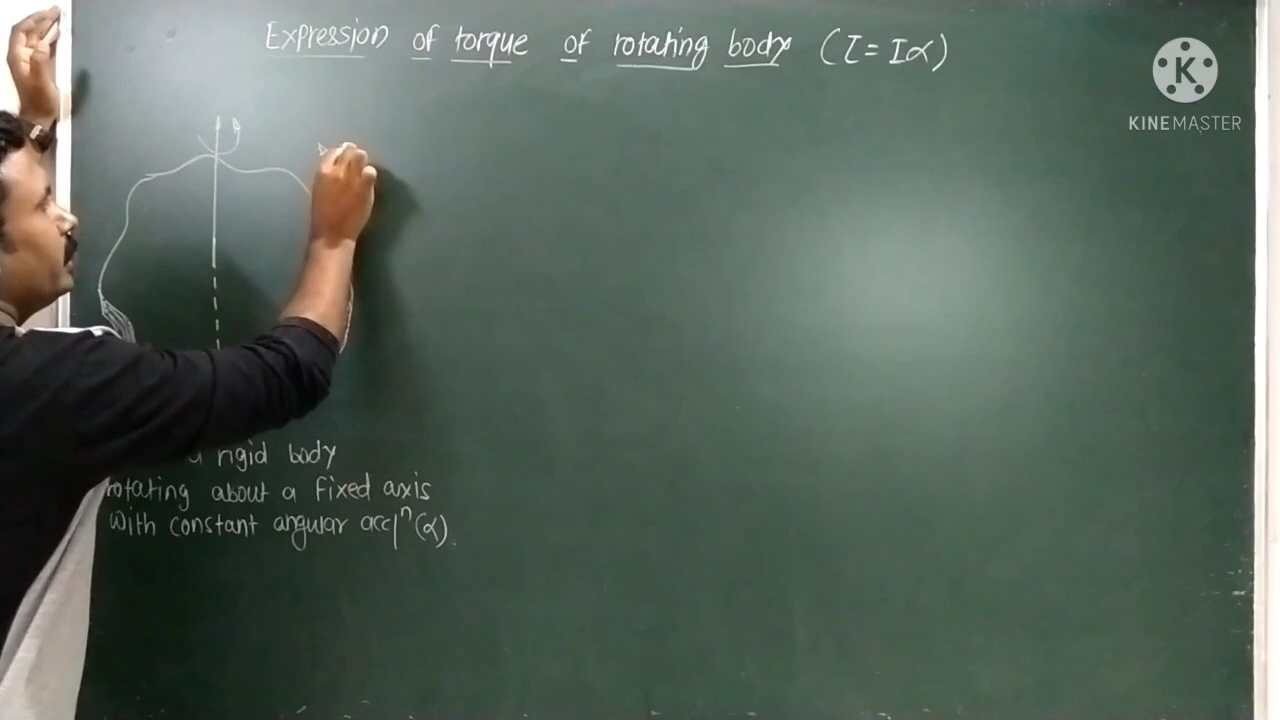 Expression of torque of rotating body (τ = Iα)
K
KINEMASTER
a rigid body
rotating about a fixed axis
with constant angular acclⁿ (α).